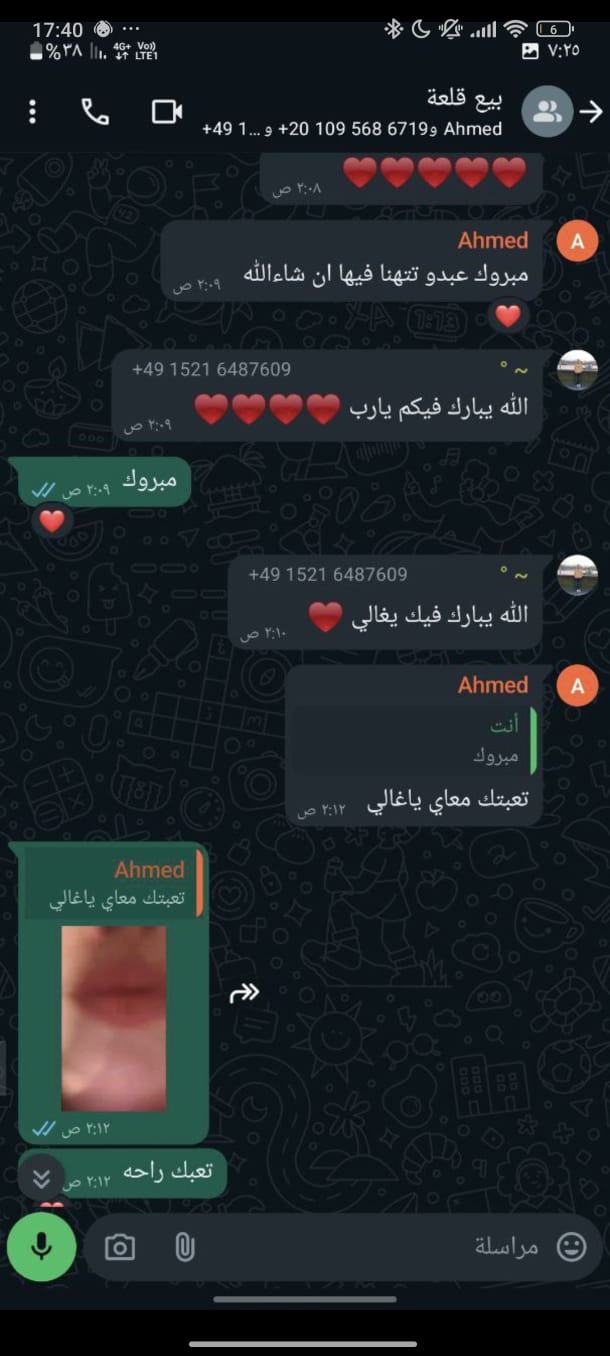 17:40
6
%٣٨
4G+
Vo))
LTE1
٧:٢٥
بيع قلعة
Ahmed و‎+20 109 568 6719 و ‎+49 1...
٢:٠٨ ص
Ahmed
A
مبروك عبدو تتهنا فيها ان شاءالله
٢:٠٩ ص
~ °
+49 1521 6487609
الله يبارك فيكم يارب ❤️❤️❤️❤️
٢:٠٩ ص
مبروك
٢:٠٩ ص
~ °
+49 1521 6487609
الله يبارك فيك يغالي ❤️
٢:١٠ ص
Ahmed
A
أنت
مبروك
تعبتك معاي ياغالي
٢:١٢ ص
Ahmed
تعبتك معاي ياغالي
٢:١٢ ص
تعبك راحه
٢:١٢ ص
مراسلة